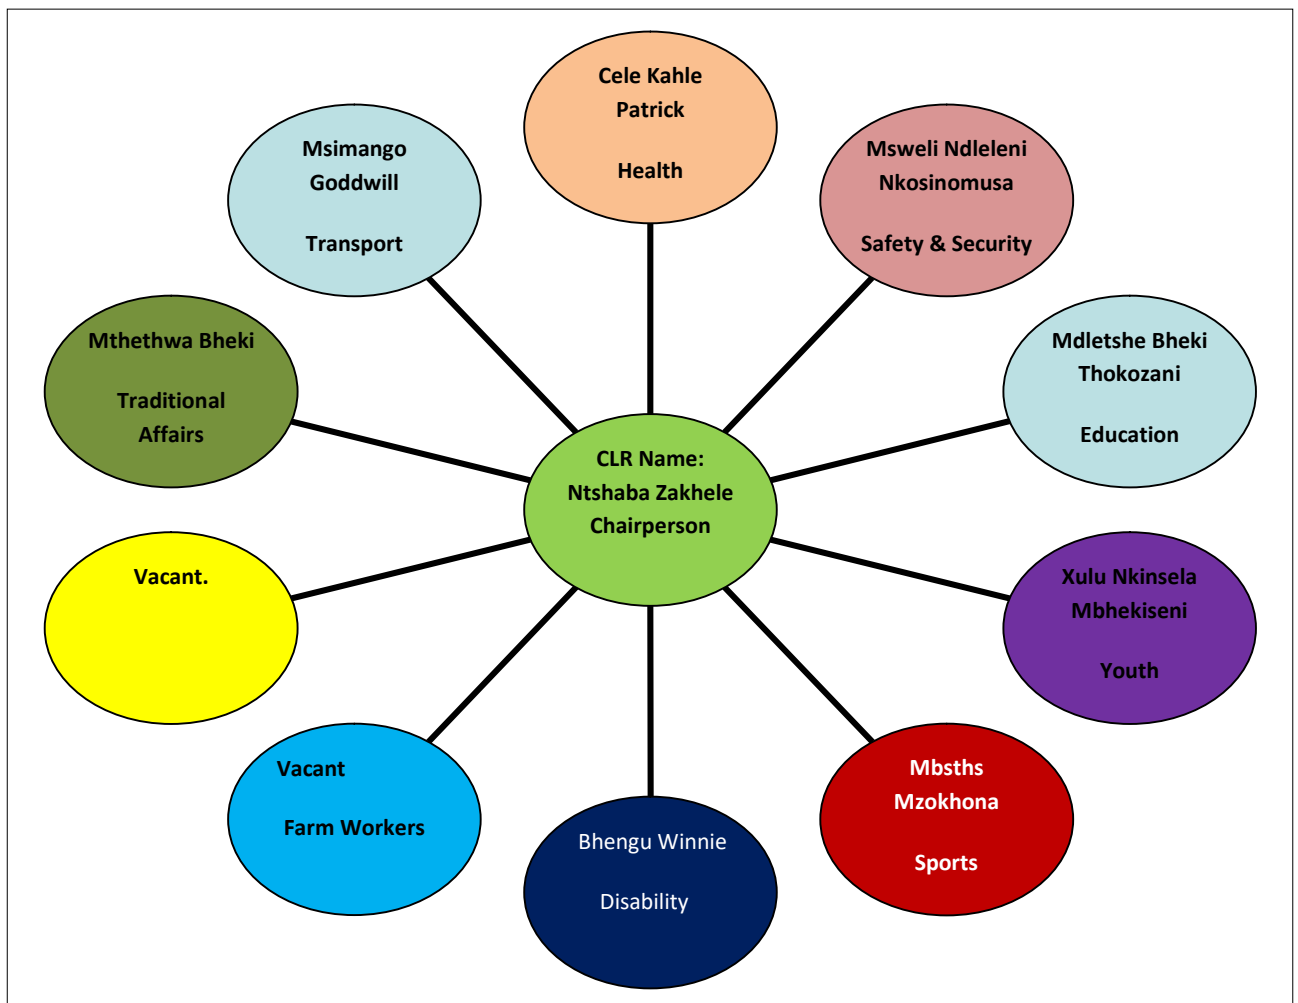 Cele Kahle
Patrick
Health
Msweli Ndleleni
Nkosinomusa
Safety & Security
Mdletshe Bheki
Thokozani
Education
Xulu Nkinsela
Mbhekiseni
Youth
Mbsths
Mzokhona
Sports
Bhengu Winnie
Disability
Vacant
Farm Workers
Vacant.
Mthethwa Bheki
Traditional
Affairs
Msimango
Goddwill
Transport
CLR Name:
Ntshaba Zakhele
Chairperson